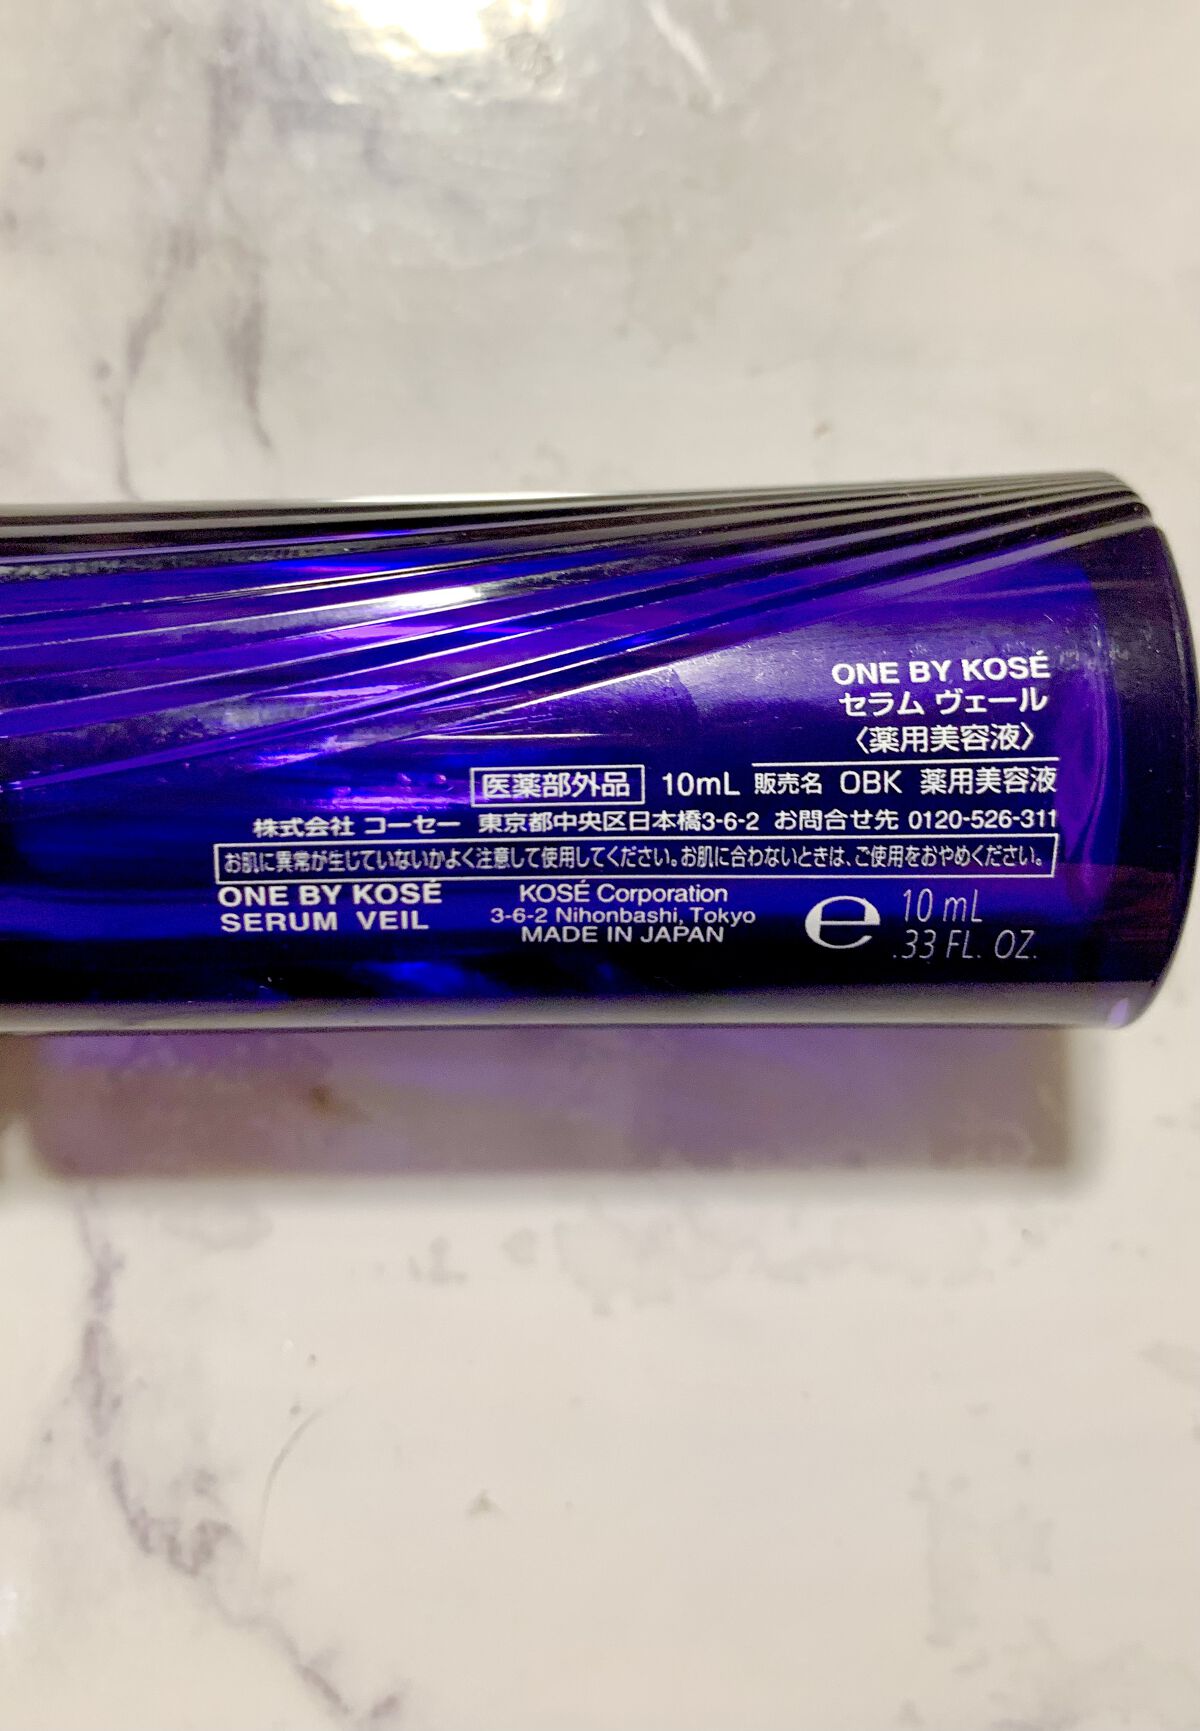 ONE BY KOSÉ
セラム ヴェール
〈薬用美容液〉
医薬部外品 10mL 販売名 OBK 薬用美容液
株式会社 コーセー 東京都中央区日本橋3-6-2 お問合せ先 0120-526-311
お肌に異常が生じていないかよく注意して使用してください。お肌に合わないときは、ご使用をおやめください。
ONE BY KOSÉ
SERUM VEIL
KOSÉ Corporation
3-6-2 Nihonbashi, Tokyo
MADE IN JAPAN
℮ 10 mL
.33 FL. OZ.